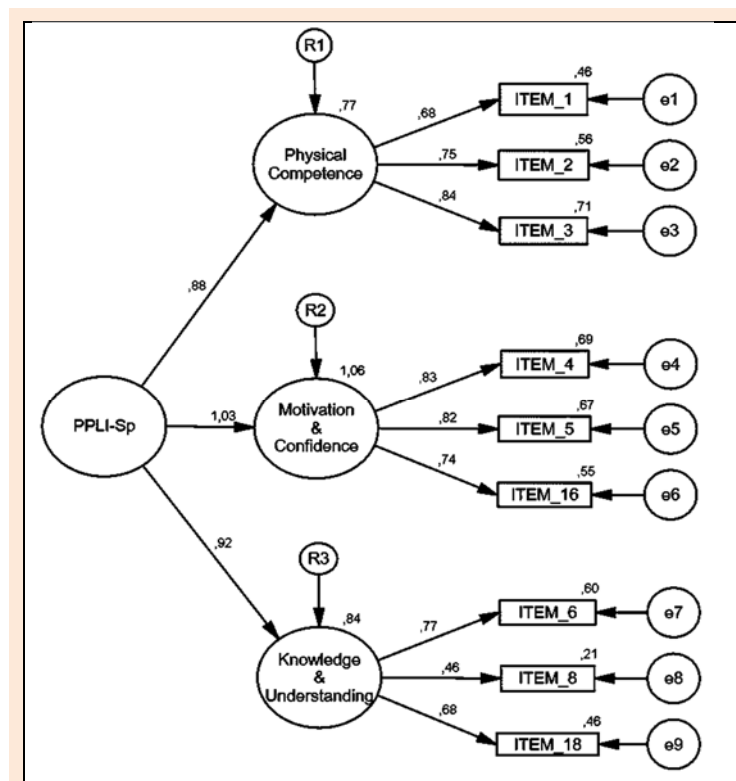 R1
,77
,46
,68
ITEM_1
e1
Physical
Competence
,75
,56
ITEM_2
e2
,84
,71
ITEM_3
e3
,88
R2
1,06
,69
,83
ITEM_4
e4
PPLI-Sp
1,03
Motivation
&
Confidence
,82
,67
ITEM_5
e5
,74
,55
ITEM_16
e6
,92
R3
,84
,60
,77
ITEM_6
e7
Knowledge
&
Understanding
,46
,21
ITEM_8
e8
,68
,46
ITEM_18
e9